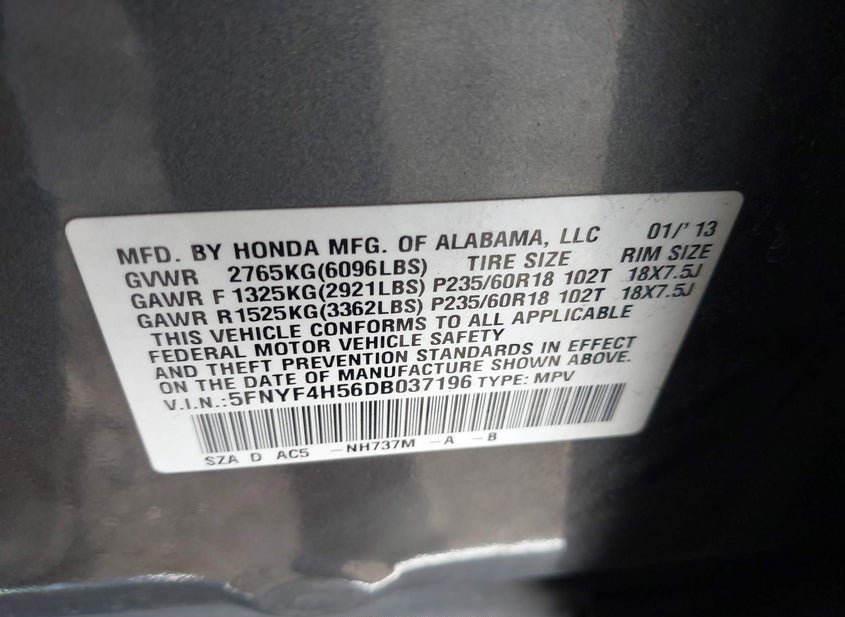 MFD. BY HONDA MFG. OF ALABAMA, LLC 01/' 13
GVWR 2765KG(6096LBS) TIRE SIZE RIM SIZE
GAWR F 1325KG(2921LBS) P235/60R18 102T 18X7.5J
GAWR R 1525KG(3362LBS) P235/60R18 102T 18X7.5J
THIS VEHICLE CONFORMS TO ALL APPLICABLE
FEDERAL MOTOR VEHICLE SAFETY
AND THEFT PREVENTION STANDARDS IN EFFECT
ON THE DATE OF MANUFACTURE SHOWN ABOVE.
V.I.N.:5FNYF4H56DB037196 TYPE: MPV
SZA D AC5 -NH737M -A -B